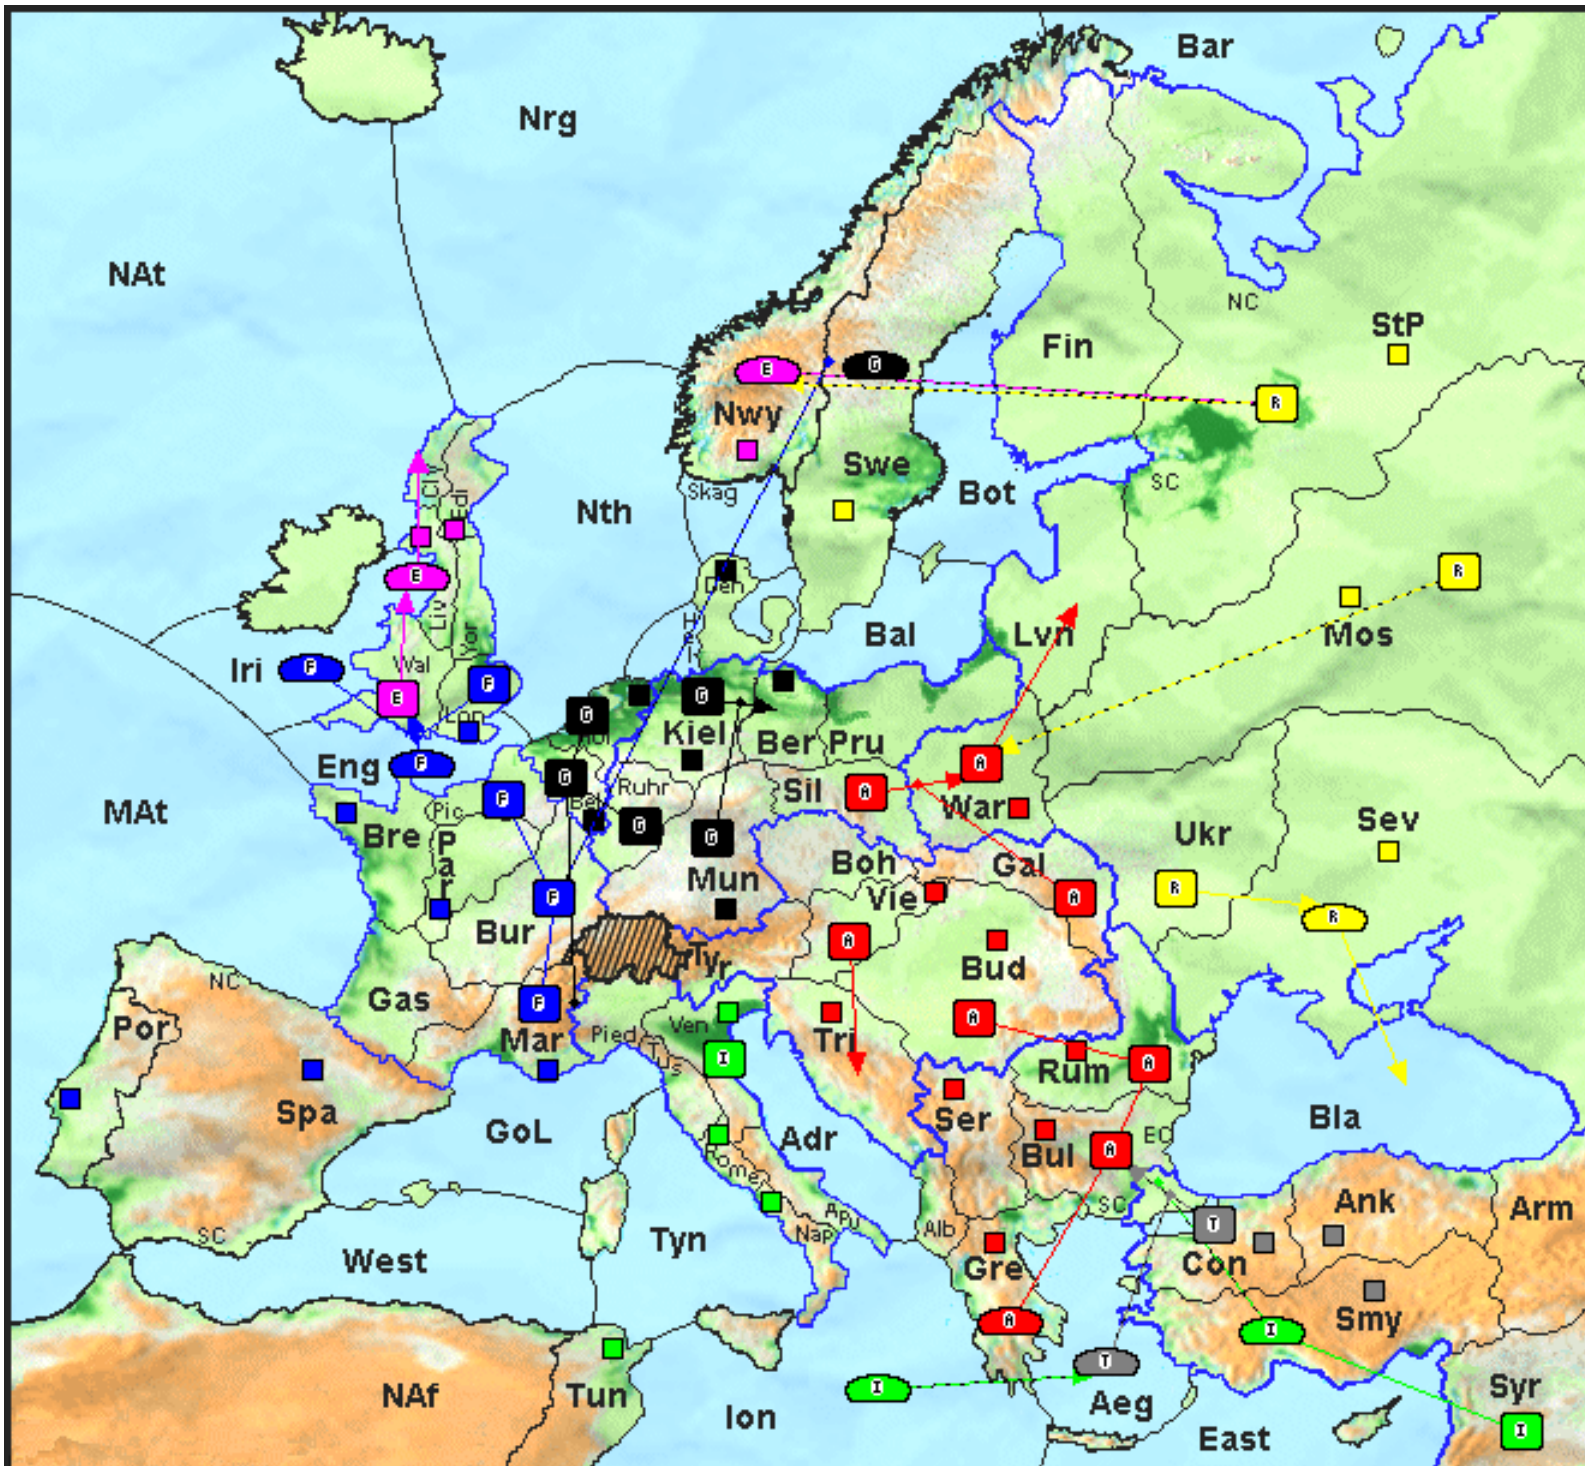 Bar
Nrg
NAt
NC
StP
Fin
E
G
R
Nwy
Swe
SC
Skag
Bot
Nth
Cly
Edi
E
R
Den
Liv
Yor
Hel
Bal
Lvn
Mos
Iri
F
Wal
E
F
Lon
G
G
Hol
Kiel
Ber
Pru
Eng
F
F
G
Bel
Ruhr
Sil
A
A
War
MAt
Bre
Pic
Par
G
G
Boh
Gal
Ukr
Sev
Mun
Vie
F
A
R
R
Bur
A
Tyr
Bud
NC
Gas
Por
F
Mar
Pied
Ven
Tri
A
Tus
I
Rum
A
Spa
GoL
Adr
Ser
Bul
A
EC
Bla
Rome
SC
West
Tyn
Apu
Nap
Alb
SC
T
Con
Ank
Arm
Gre
A
I
Smy
NAf
Tun
Ion
I
T
Aeg
East
Syr
I